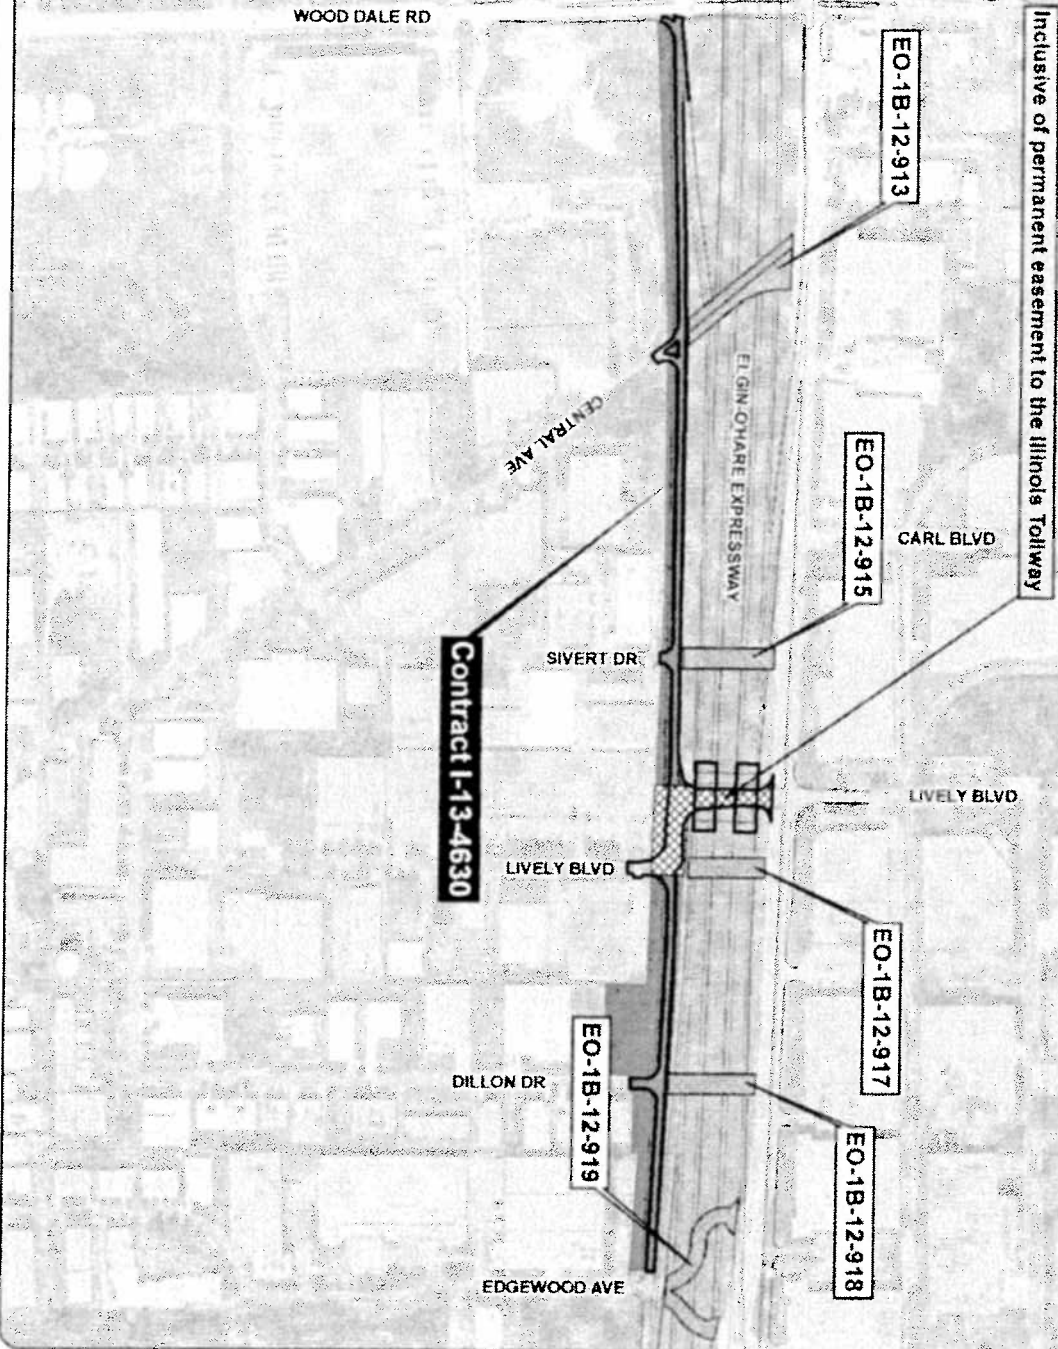 WOOD DALE RD
Inclusive of permanent easement to the Illinois Tollway
EO-1B-12-913
CENTRAL AVE
ELGIN O'HARE EXPRESSWAY
EO-1B-12-915
CARL BLVD
SIVERT DR.
Contract I-13-4630
LIVELY BLVD
LIVELY BLVD
EO-1B-12-917
DILLON DR
EO-1B-12-919
EO-1B-12-918
EDGEWOOD AVE